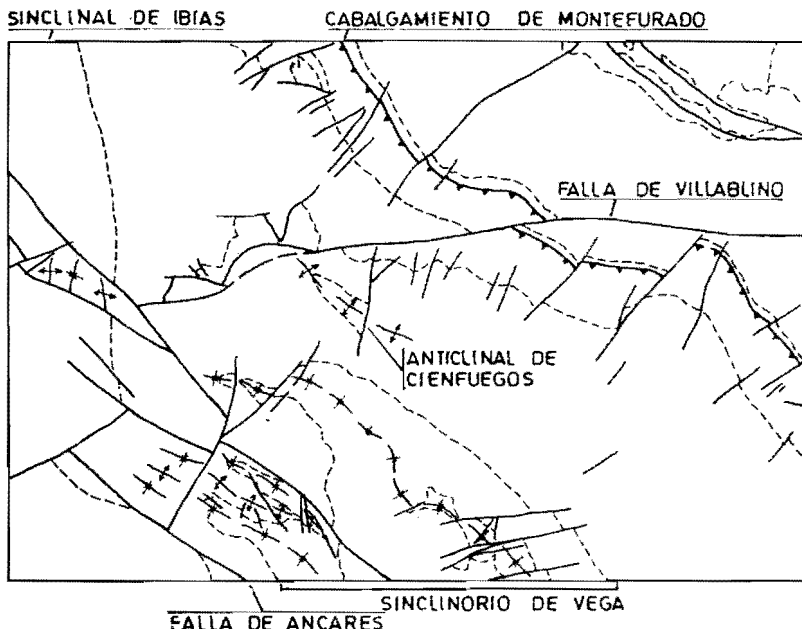 SINCLINAL DE IBIAS
CABALGAMIENTO DE MONTEFURADO
FALLA DE VILLABLINO
ANTICLINAL DE
CIENFUEGOS
SINCLINORIO DE VEGA
FALLA DE ANCARES